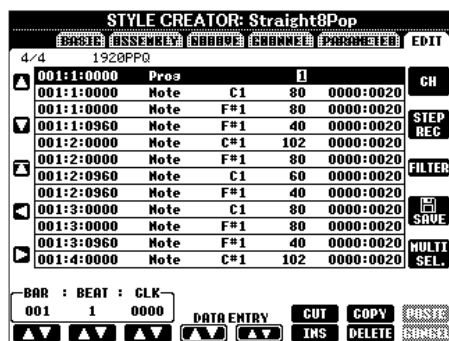 STYLE CREATOR: Straight8Pop
BASIC ASSEMBLY GROOVE CHANNEL PARAMETER EDIT
4/4 1920PPQ
001:1:0000 Prog 1
001:1:0000 Note C1 80 0000:0020
001:1:0000 Note F#1 80 0000:0020
001:1:0960 Note F#1 40 0000:0020
001:2:0000 Note C#1 102 0000:0020
001:2:0000 Note F#1 80 0000:0020
001:2:0960 Note C1 60 0000:0020
001:2:0960 Note F#1 40 0000:0020
001:3:0000 Note C1 80 0000:0020
001:3:0000 Note F#1 80 0000:0020
001:3:0960 Note F#1 40 0000:0020
001:4:0000 Note C#1 102 0000:0020
CH
STEP
REC
FILTER
SAVE
MULTI
SEL.
BAR : BEAT : CLK
001 1 0000
DATA ENTRY
CUT COPY PASTE
INS DELETE CANCEL